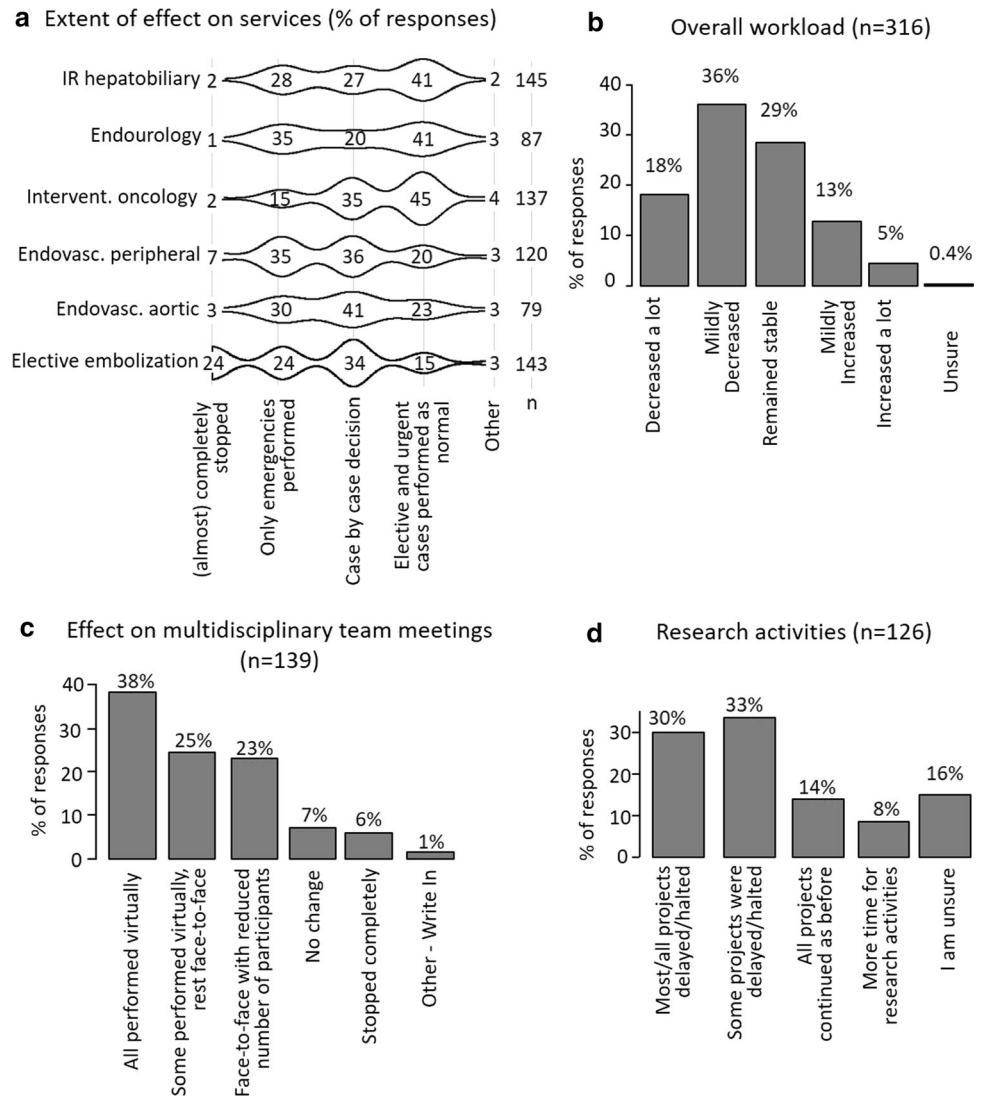 a Extent of effect on services (% of responses)
IR hepatobiliary 2 28 27 41 2 145
Endourology 1 35 20 41 3 87
Intervent. oncology 2 15 35 45 4 137
Endovasc. peripheral 7 35 36 20 3 120
Endovasc. aortic 3 30 41 23 3 79
Elective embolization 24 24 34 15 3 143
(almost) completely
stopped
Only emergencies
performed
Case by case decision
Elective and urgent
cases performed as
normal
Other
n
b Overall workload (n=316)
% of responses
40
30
20
10
0
18%
36%
29%
13%
5%
0.4%
Decreased a lot
Mildly
Decreased
Remained stable
Mildly
Increased
Increased a lot
Unsure
c Effect on multidisciplinary team meetings
(n=139)
% of responses
40
30
20
10
0
38%
25%
23%
7%
6%
1%
All performed virtually
Some performed virtually,
rest face-to-face
Face-to-face with reduced
number of participants
No change
Stopped completely
Other - Write In
d Research activities (n=126)
% of responses
30
20
10
0
30%
33%
14%
8%
16%
Most/all projects
delayed/halted
Some projects were
delayed/halted
All projects
continued as before
More time for
research activities
I am unsure